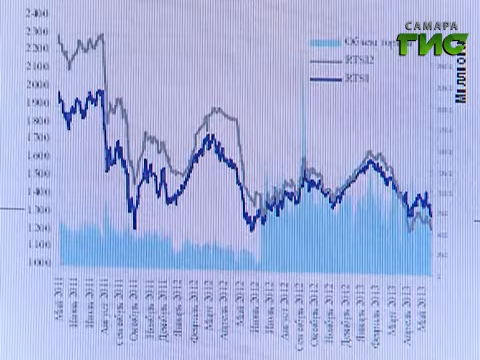 САМАРА
ГИС
2400
2300
2200
2100
2000
1900
1800
1700
1600
1500
1400
1300
1200
1100
1000
Объем
RTSI2
RTSI
Май 2011
Июнь 2011
Июль 2011
Август 2011
Сентябрь 2011
Октябрь 2011
Ноябрь 2011
Декабрь 2011
Январь 2012
Февраль 2012
Март 2012
Апрель 2012
Май 2012
Июнь 2012
Июль 2012
Август 2012
Сентябрь 2012
Октябрь 2012
Ноябрь 2012
Декабрь 2012
Январь 2013
Февраль 2013
Март 2013
Апрель 2013
Май 2013